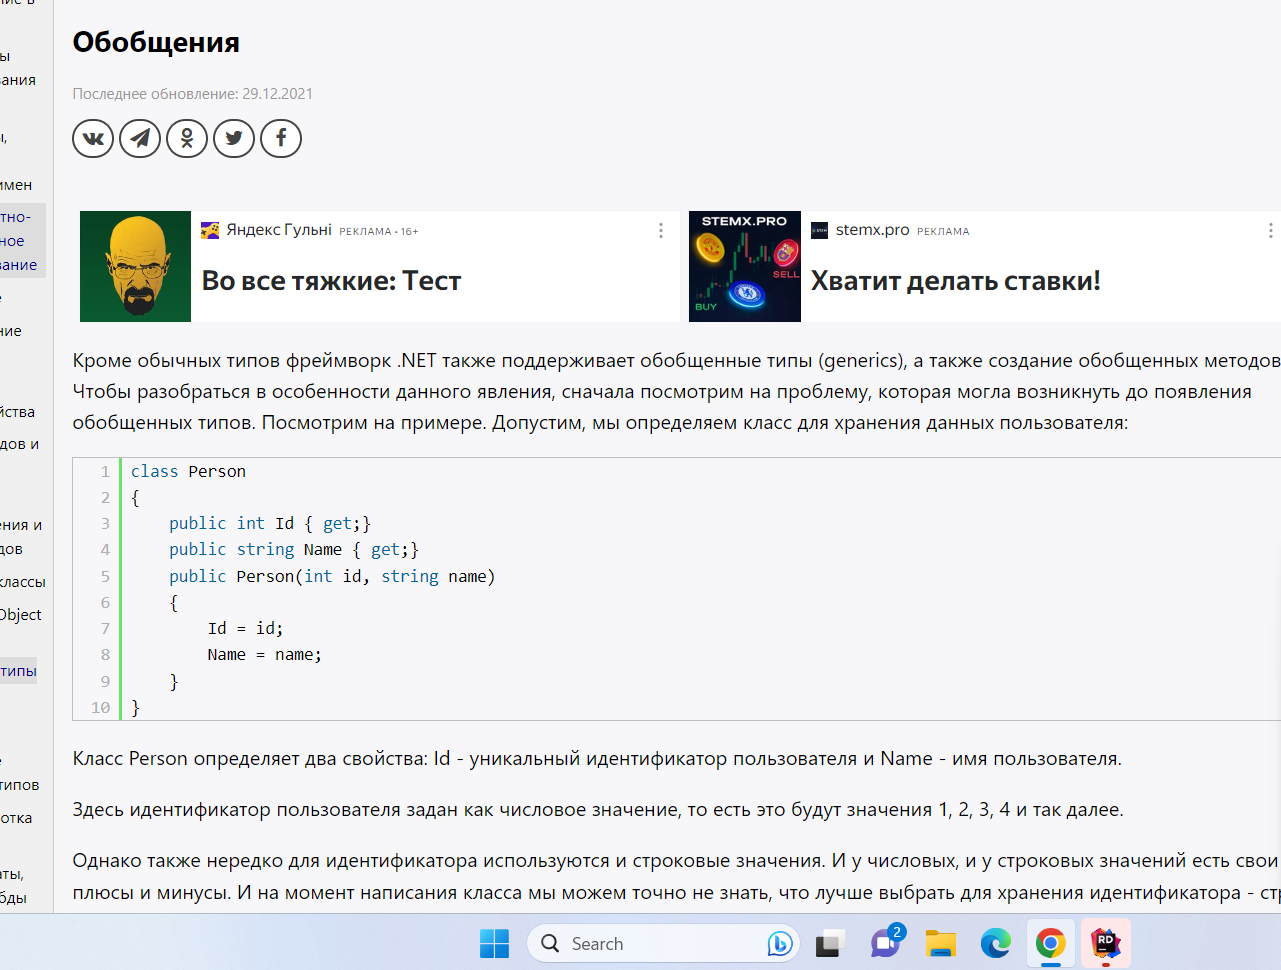 ы
ания
ы,
имен
тно-
ное
вание
е
ние
йства
дов и
ения и
дов
классы
Object
типы
е
типов
отка
аты,
бды
Обобщения
Последнее обновление: 29.12.2021
Яндекс Гульні РЕКЛАМА • 16+
Во все тяжкие: Тест
STEMX.PRO
SELL
BUY
stemx.pro РЕКЛАМА
Хватит делать ставки!
Кроме обычных типов фреймворк .NET также поддерживает обобщенные типы (generics), а также создание обобщенных методов
Чтобы разобраться в особенности данного явления, сначала посмотрим на проблему, которая могла возникнуть до появления
обобщенных типов. Посмотрим на примере. Допустим, мы определяем класс для хранения данных пользователя:
1 class Person
2 {
3     public int Id { get;}
4     public string Name { get;}
5     public Person(int id, string name)
6     {
7         Id = id;
8         Name = name;
9     }
10 }
Класс Person определяет два свойства: Id - уникальный идентификатор пользователя и Name - имя пользователя.
Здесь идентификатор пользователя задан как числовое значение, то есть это будут значения 1, 2, 3, 4 и так далее.
Однако также нередко для идентификатора используются и строковые значения. И у числовых, и у строковых значений есть свои
плюсы и минусы. И на момент написания класса мы можем точно не знать, что лучше выбрать для хранения идентификатора - стр
Search
2
RD